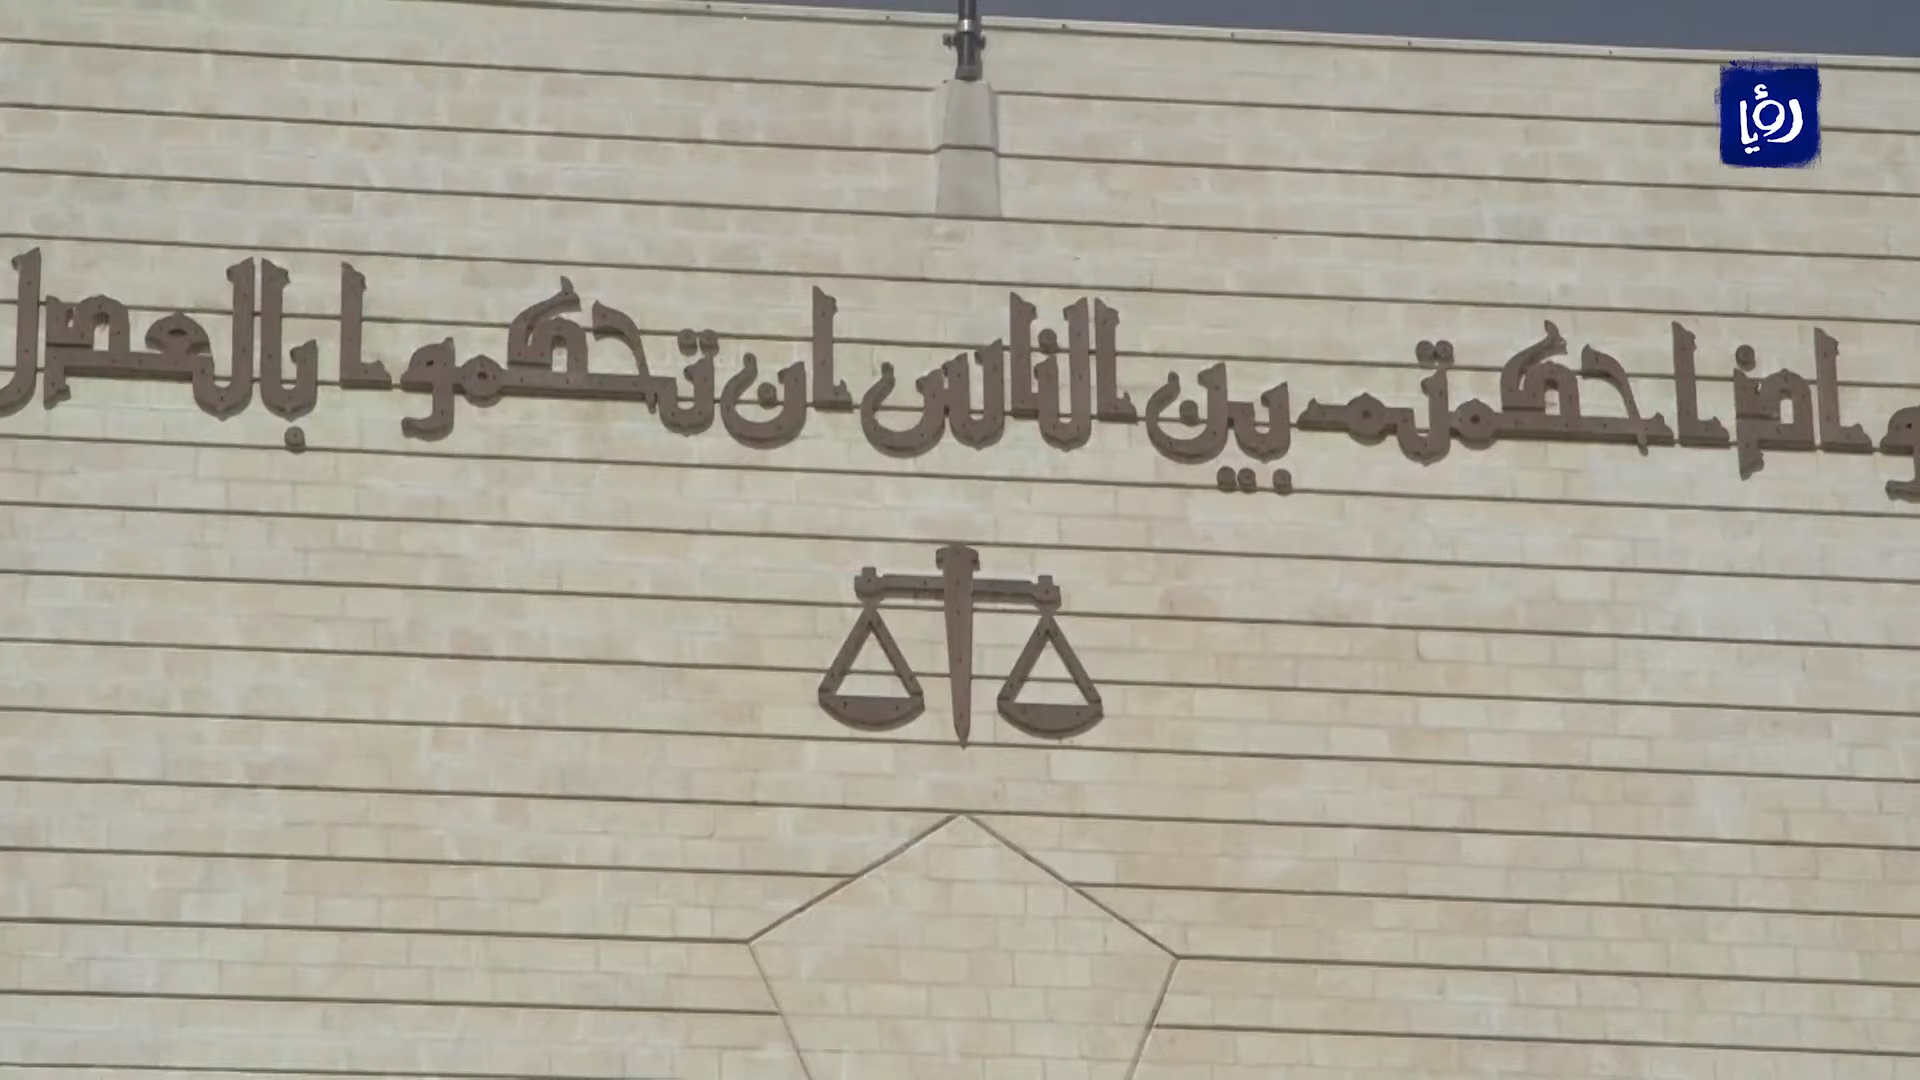 رؤيا
واذا حكمتم بين الناس ان تحكموا بالعدل